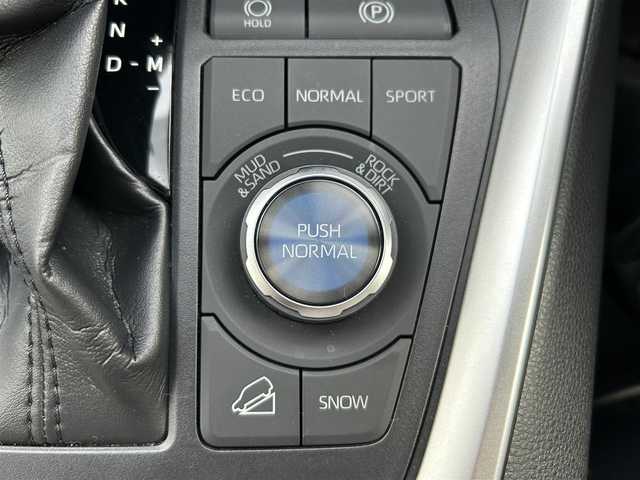 N
D - M
+
−
HOLD
P
ECO
NORMAL
SPORT
MUD
& SAND
ROCK
& DIRT
PUSH
NORMAL
SNOW